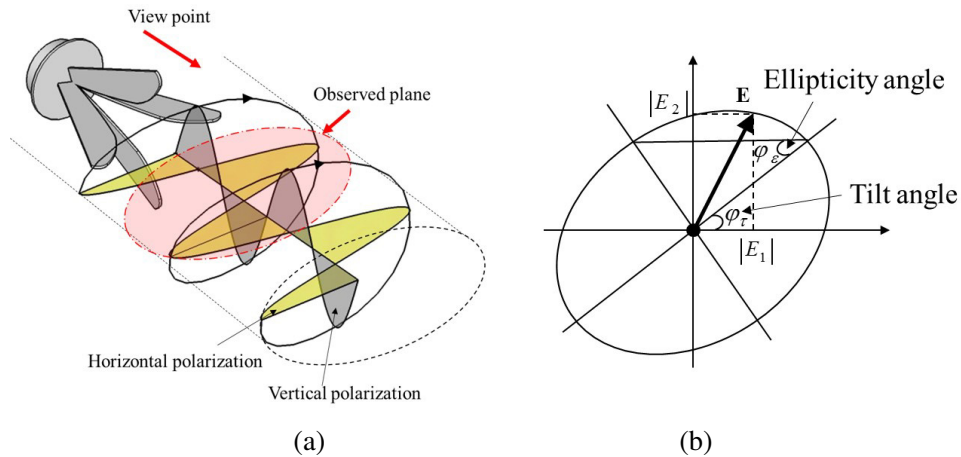 View point
Observed plane
Horizontal polarization
Vertical polarization
(a)
|E₂|
E
Ellipticity angle
φε
Tilt angle
φτ
|E₁|
(b)